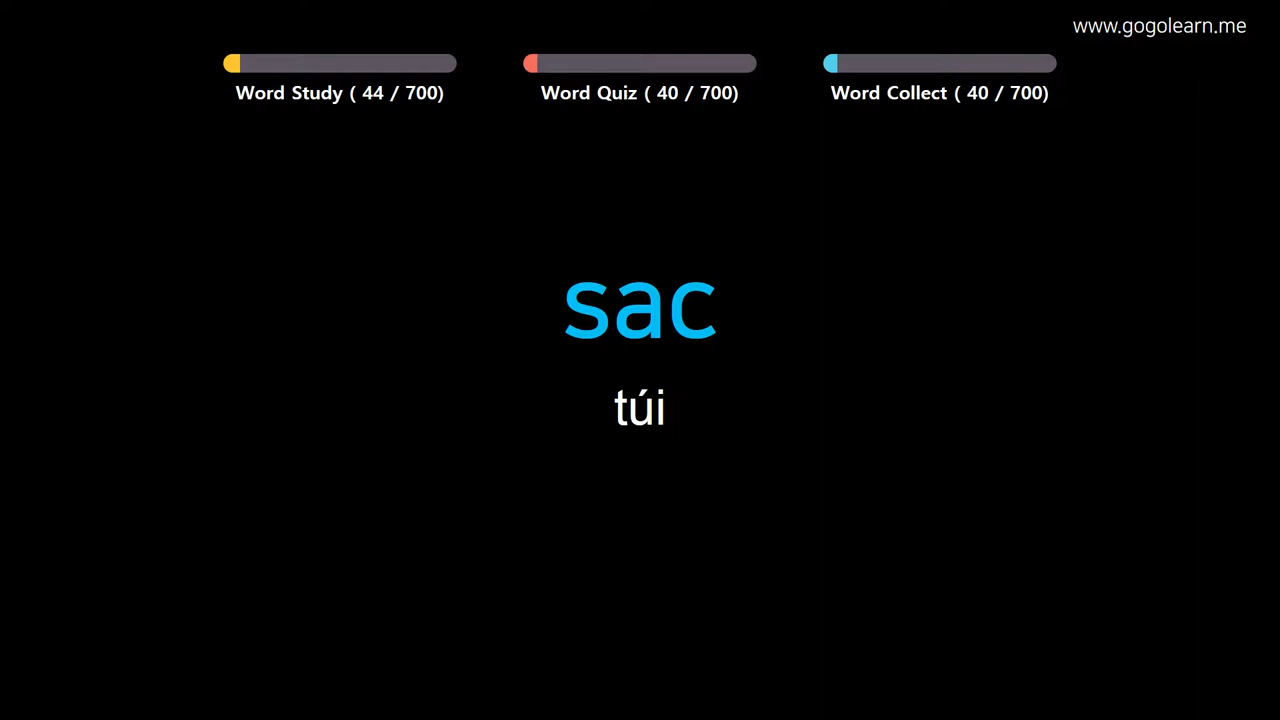 www.gogolearn.me
Word Study ( 44 / 700)
Word Quiz ( 40 / 700)
Word Collect ( 40 / 700)
sac
túi